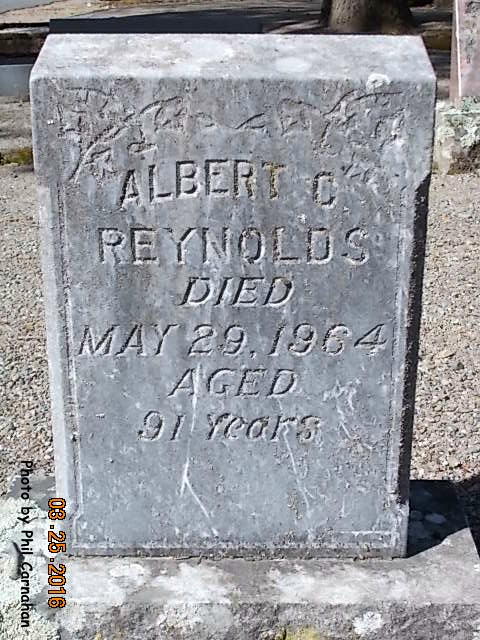 ALBERT C
REYNOLDS
DIED
MAY 29, 1964
AGED
91 Years
Photo by Phil Carnahan
03.25.2016